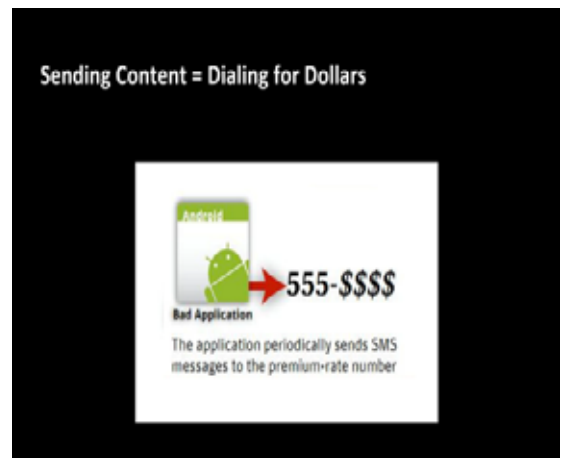 Sending Content = Dialing for Dollars
Android
555-$$$$
Bad Application
The application periodically sends SMS
messages to the premium-rate number